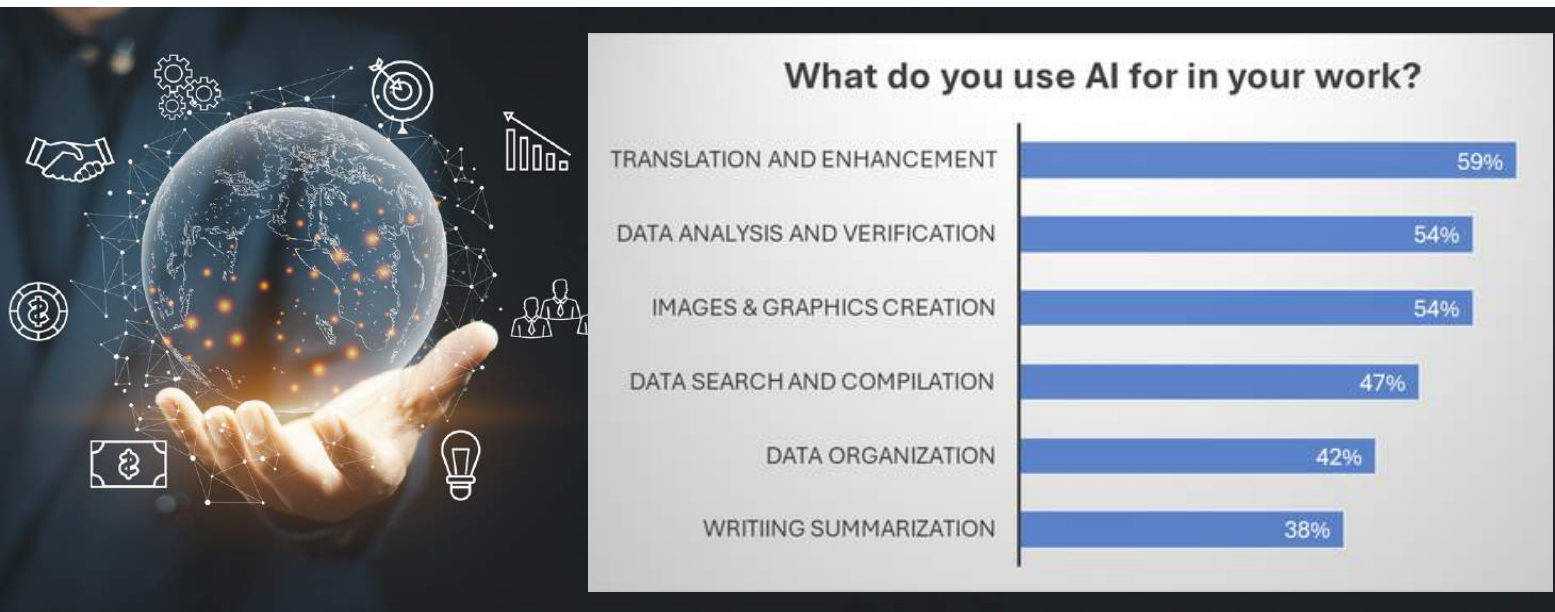 What do you use AI for in your work?
TRANSLATION AND ENHANCEMENT 59%
DATA ANALYSIS AND VERIFICATION 54%
IMAGES & GRAPHICS CREATION 54%
DATA SEARCH AND COMPILATION 47%
DATA ORGANIZATION 42%
WRITIING SUMMARIZATION 38%